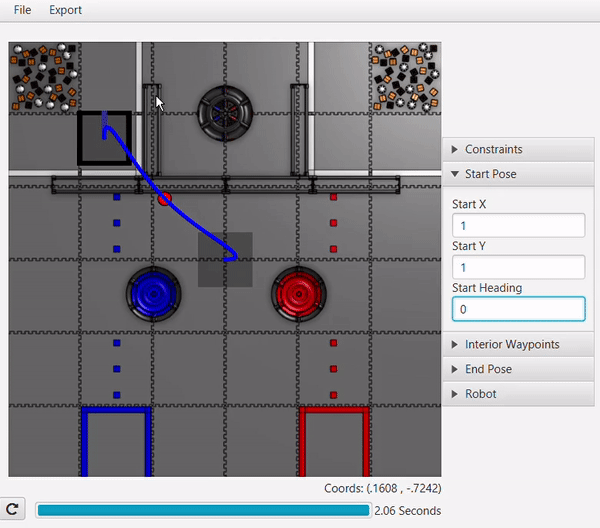 File Export
Constraints
Start Pose
Start X
1
Start Y
1
Start Heading
0
Interior Waypoints
End Pose
Robot
Coords: (.1608 , -.7242)
2.06 Seconds